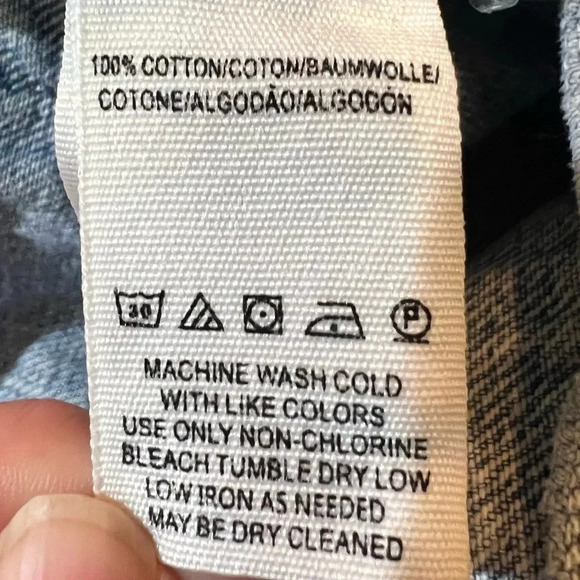 100% COTTON/COTON/BAUMWOLLE/
COTONE/ALGODÃO/ALGODÓN
30 P
MACHINE WASH COLD
WITH LIKE COLORS
USE ONLY NON-CHLORINE
BLEACH TUMBLE DRY LOW
LOW IRON AS NEEDED
MAY BE DRY CLEANED